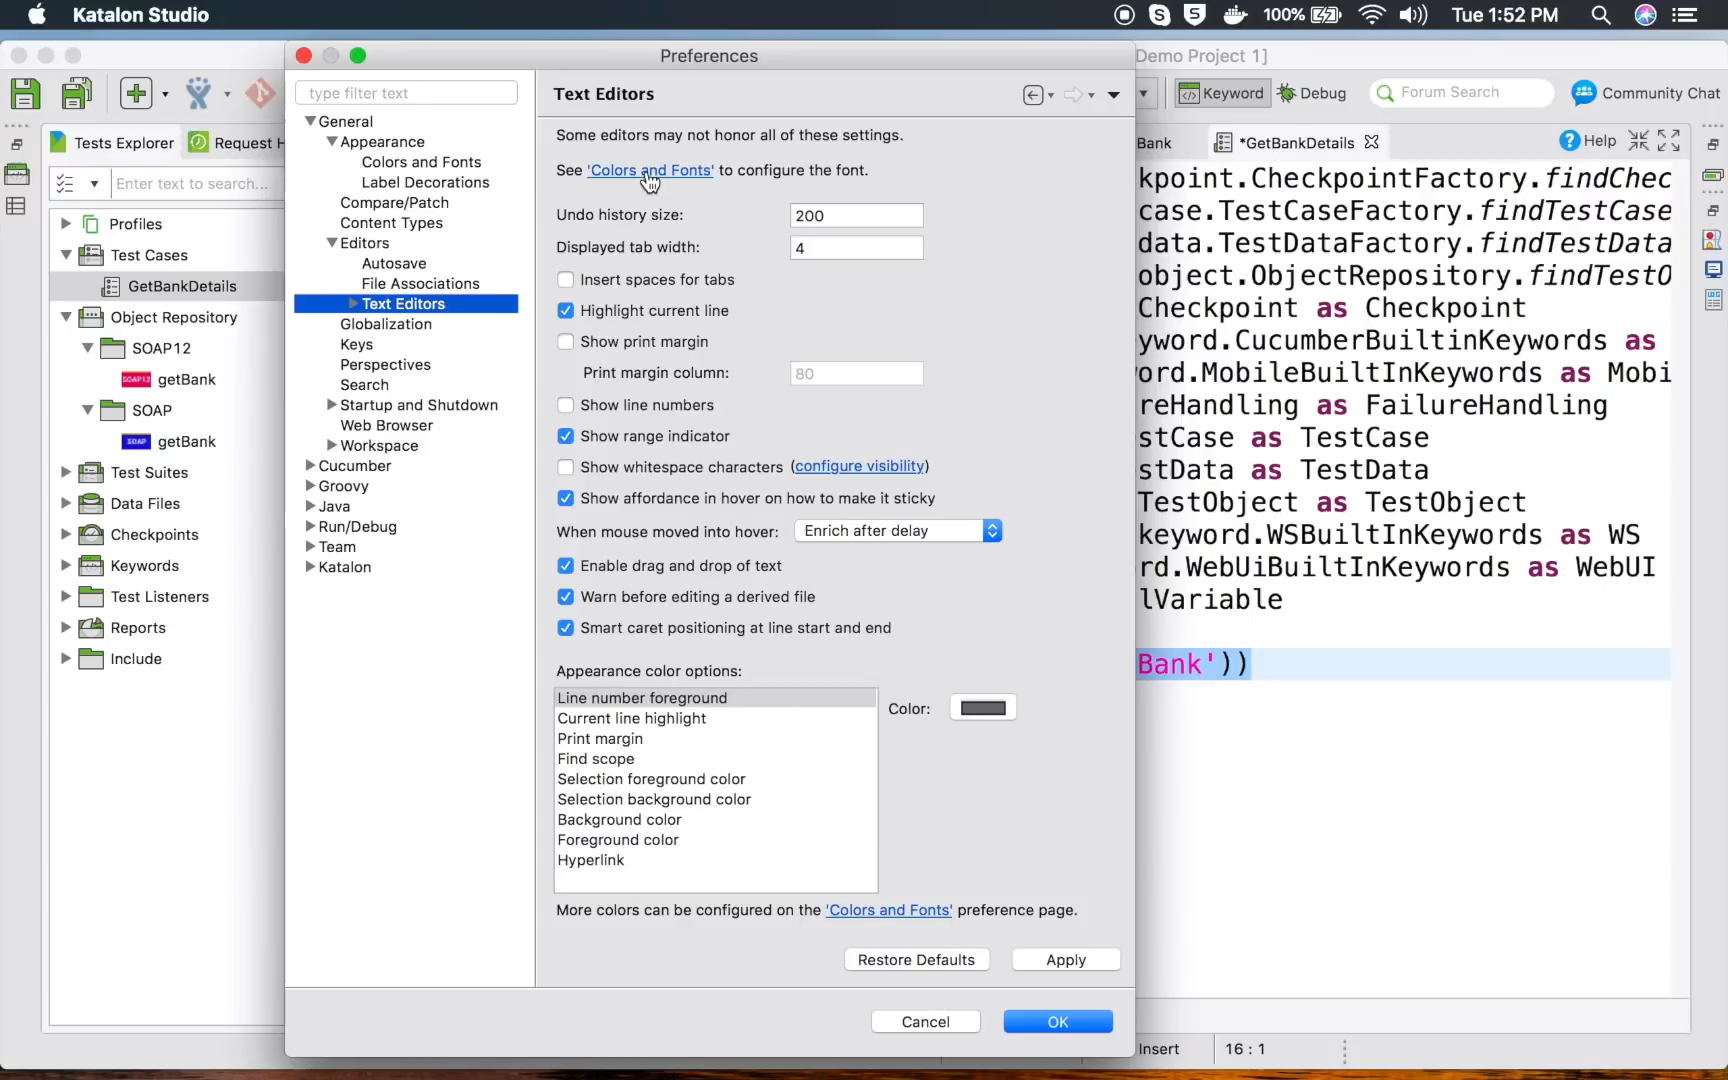 Katalon Studio
100%
Tue 1:52 PM
Preferences
Demo Project 1]
type filter text
Text Editors
Keyword
Debug
Forum Search
Community Chat
Tests Explorer
Request H
Bank
*GetBankDetails
Help
Enter text to search...
Profiles
Test Cases
GetBankDetails
Object Repository
SOAP12
SOAP12
getBank
SOAP
SOAP
getBank
Test Suites
Data Files
Checkpoints
Keywords
Test Listeners
Reports
Include
General
Appearance
Colors and Fonts
Label Decorations
Compare/Patch
Content Types
Editors
Autosave
File Associations
Text Editors
Globalization
Keys
Perspectives
Search
Startup and Shutdown
Web Browser
Workspace
Cucumber
Groovy
Java
Run/Debug
Team
Katalon
Some editors may not honor all of these settings.
See 'Colors and Fonts' to configure the font.
Undo history size: 200
Displayed tab width: 4
Insert spaces for tabs
Highlight current line
Show print margin
Print margin column: 80
Show line numbers
Show range indicator
Show whitespace characters (configure visibility)
Show affordance in hover on how to make it sticky
When mouse moved into hover: Enrich after delay
Enable drag and drop of text
Warn before editing a derived file
Smart caret positioning at line start and end
Appearance color options:
Line number foreground
Current line highlight
Print margin
Find scope
Selection foreground color
Selection background color
Background color
Foreground color
Hyperlink
Color:
More colors can be configured on the 'Colors and Fonts' preference page.
Restore Defaults
Apply
Cancel
OK
kpoint.CheckpointFactory.findChec
case.TestCaseFactory.findTestCase
data.TestDataFactory.findTestData
object.ObjectRepository.findTestO
Checkpoint as Checkpoint
yword.CucumberBuiltinKeywords as
ord.MobileBuiltInKeywords as Mobi
reHandling as FailureHandling
stCase as TestCase
stData as TestData
TestObject as TestObject
keyword.WSBuiltInKeywords as WS
rd.WebUiBuiltInKeywords as WebUI
lVariable
Bank'))
Insert
16 : 1